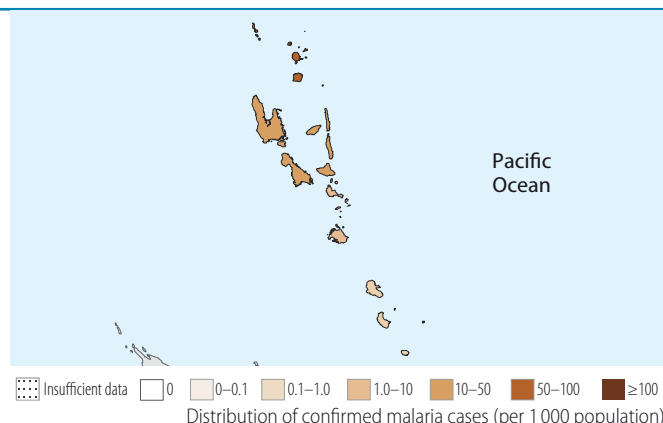 Pacific
Ocean
Insufficient data 0 0–0.1 0.1–1.0 1.0–10 10–50 50–100 ≥100
Distribution of confirmed malaria cases (per 1 000 population)